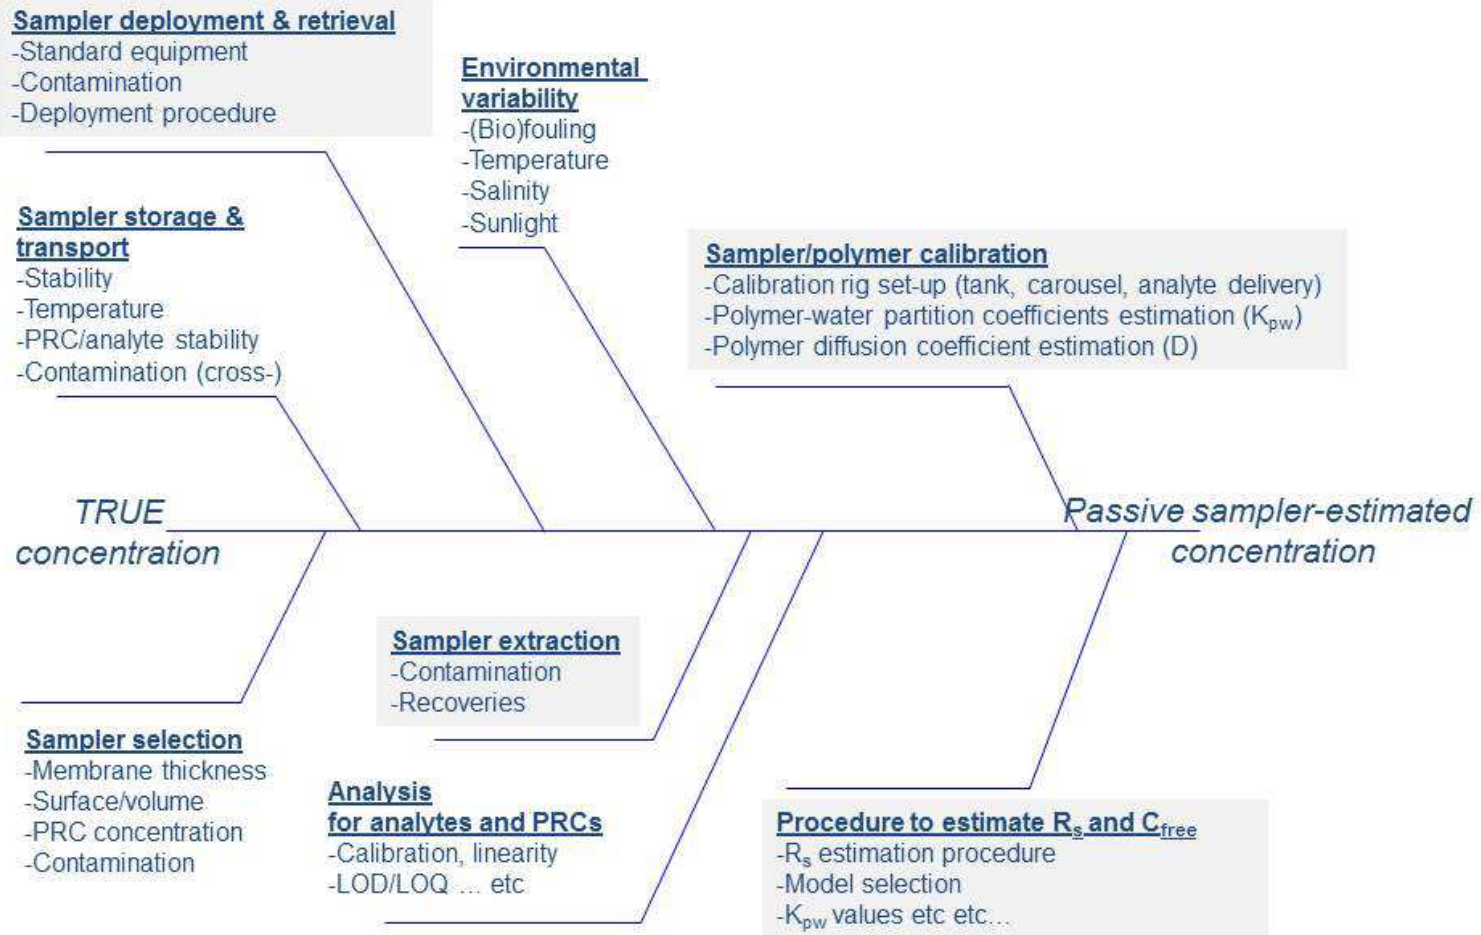 Sampler deployment & retrieval
-Standard equipment
-Contamination
-Deployment procedure
Environmental
variability
-(Bio)fouling
-Temperature
-Salinity
-Sunlight
Sampler storage &
transport
-Stability
-Temperature
-PRC/analyte stability
-Contamination (cross-)
Sampler/polymer calibration
-Calibration rig set-up (tank, carousel, analyte delivery)
-Polymer-water partition coefficients estimation (Kpw)
-Polymer diffusion coefficient estimation (D)
TRUE
concentration
Passive sampler-estimated
concentration
Sampler extraction
-Contamination
-Recoveries
Sampler selection
-Membrane thickness
-Surface/volume
-PRC concentration
-Contamination
Analysis
for analytes and PRCs
-Calibration, linearity
-LOD/LOQ ... etc
Procedure to estimate Rs and Cfree
-Rs estimation procedure
-Model selection
-Kpw values etc etc...